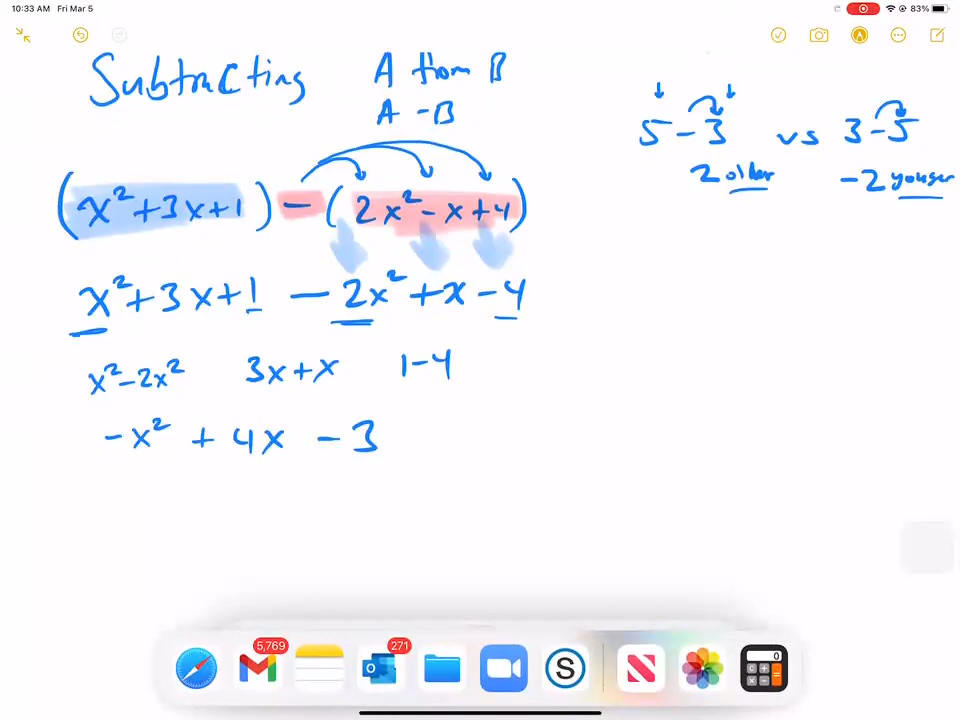 10:33 AM Fri Mar 5
83%
Subtracting
A from B
A - B
5 - 3 vs 3 - 5
2 older
-2 younger
(x² + 3x + 1) - (2x² - x + 4)
x² + 3x + 1 - 2x² + x - 4
x² - 2x² 3x + x 1 - 4
-x² + 4x - 3
5,769
271
S
N
0